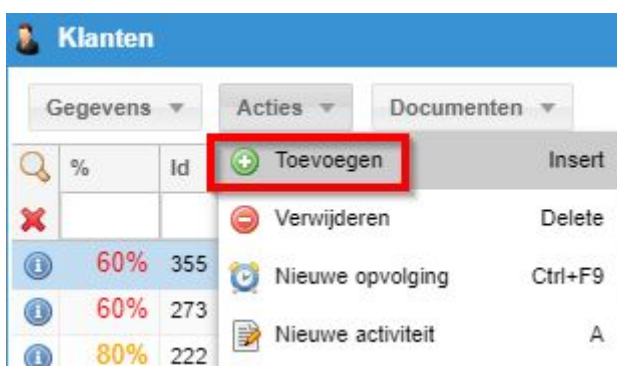 Klanten
Gegevens Acties Documenten
% Id Toevoegen Insert
Verwijderen Delete
60% 355 Nieuwe opvolging Ctrl+F9
60% 273
80% 222 Nieuwe activiteit A